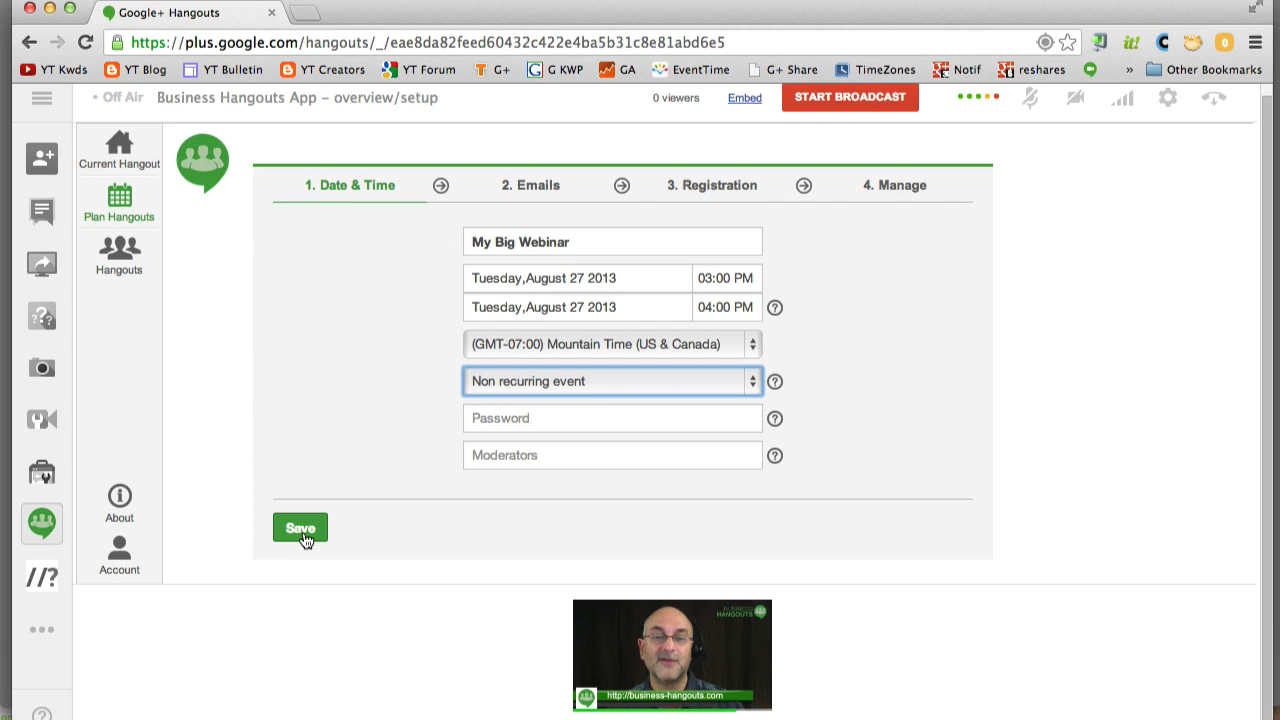 Google+ Hangouts
https://plus.google.com/hangouts/_/eae8da82feed60432c422e4ba5b31c8e81abd6e5
it!
C
0
YT Kwds YT Blog YT Bulletin YT Creators YT Forum G+ G KWP GA EventTime G+ Share TimeZones Notif reshares » Other Bookmarks
• Off Air Business Hangouts App – overview/setup 0 viewers Embed START BROADCAST
Current Hangout
Plan Hangouts
Hangouts
About
Account
//?
1. Date & Time 2. Emails 3. Registration 4. Manage
My Big Webinar
Tuesday,August 27 2013 03:00 PM
Tuesday,August 27 2013 04:00 PM ?
(GMT-07:00) Mountain Time (US & Canada)
Non recurring event ?
Password ?
Moderators ?
Save
BUSINESS
HANGOUTS
http://business-hangouts.com